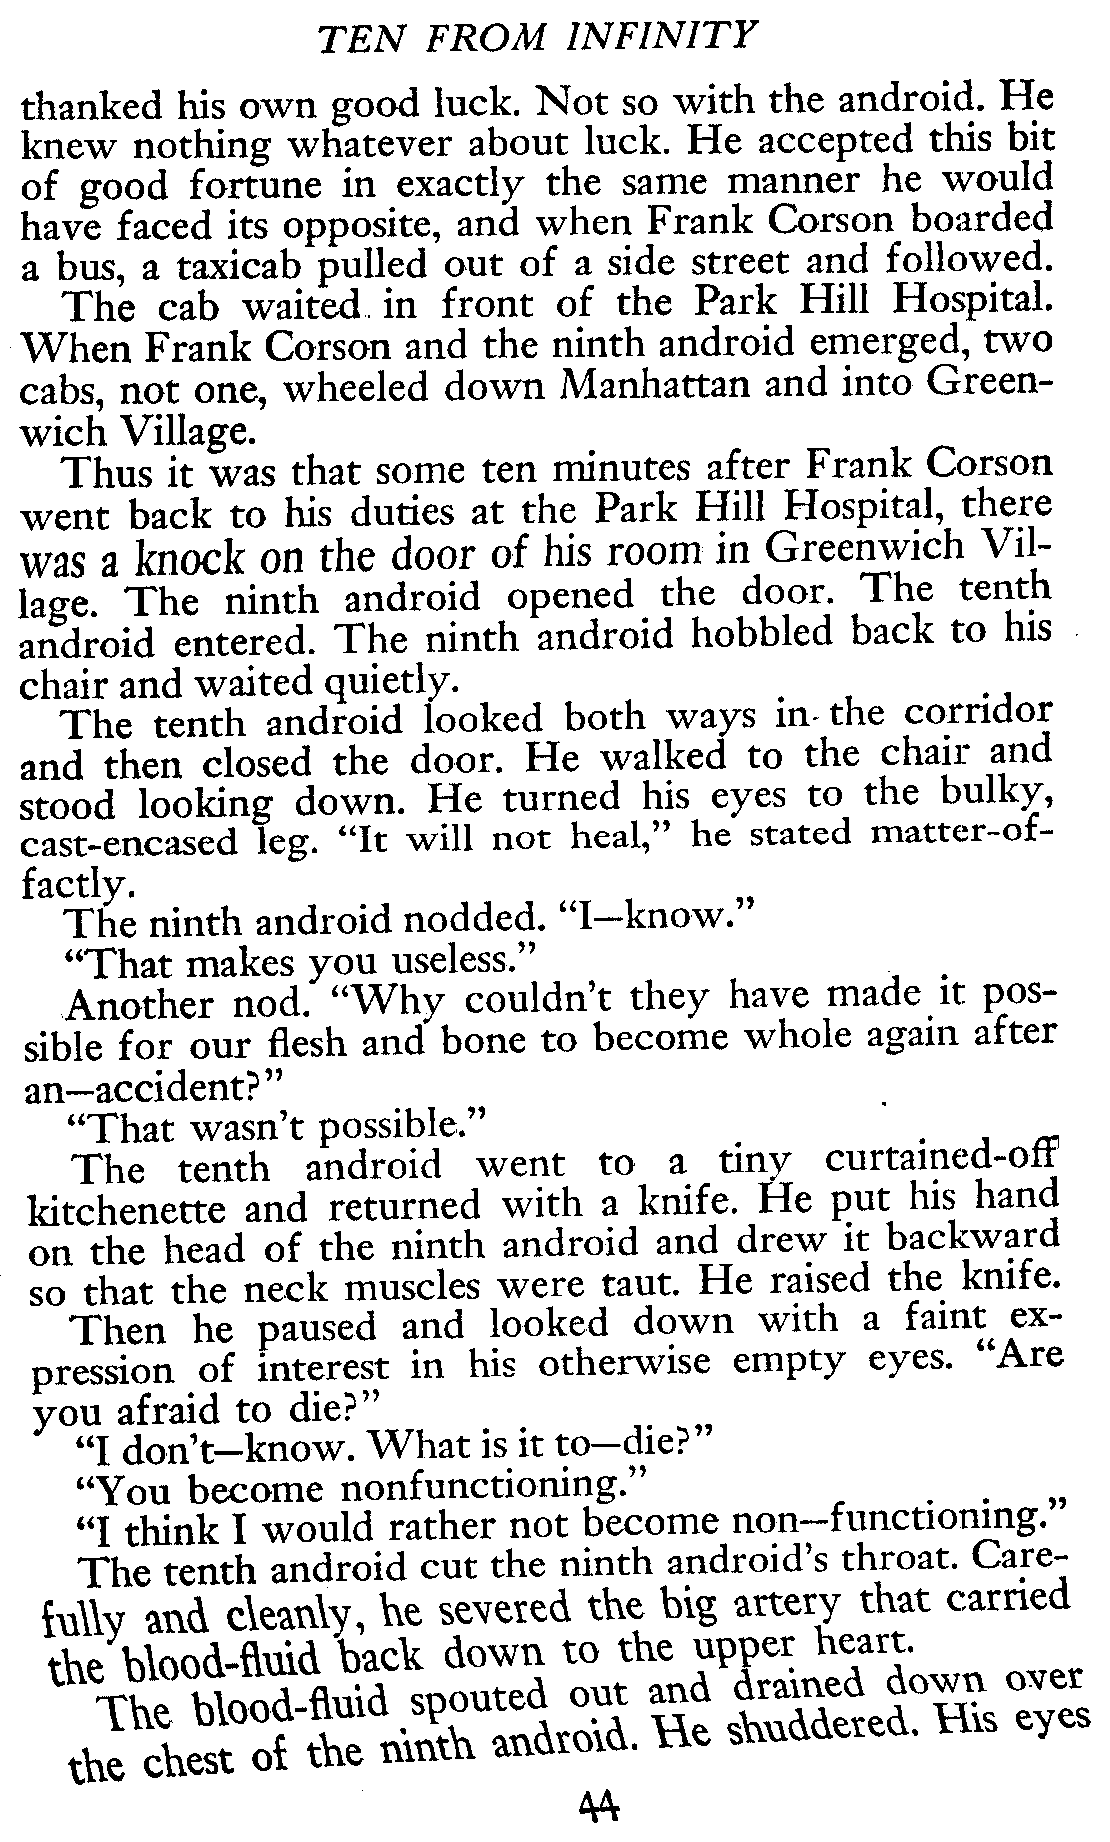 TEN FROM INFINITY
thanked his own good luck. Not so with the android. He
knew nothing whatever about luck. He accepted this bit
of good fortune in exactly the same manner he would
have faced its opposite, and when Frank Corson boarded
a bus, a taxicab pulled out of a side street and followed.
The cab waited in front of the Park Hill Hospital.
When Frank Corson and the ninth android emerged, two
cabs, not one, wheeled down Manhattan and into Green-
wich Village.
Thus it was that some ten minutes after Frank Corson
went back to his duties at the Park Hill Hospital, there
was a knock on the door of his room in Greenwich Vil-
lage. The ninth android opened the door. The tenth
android entered. The ninth android hobbled back to his
chair and waited quietly.
The tenth android looked both ways in the corridor
and then closed the door. He walked to the chair and
stood looking down. He turned his eyes to the bulky,
cast-encased leg. “It will not heal,” he stated matter-of-
factly.
The ninth android nodded. “I—know.”
“That makes you useless.”
Another nod. “Why couldn’t they have made it pos-
sible for our flesh and bone to become whole again after
an—accident?”
“That wasn’t possible.”
The tenth android went to a tiny curtained-off
kitchenette and returned with a knife. He put his hand
on the head of the ninth android and drew it backward
so that the neck muscles were taut. He raised the knife.
Then he paused and looked down with a faint ex-
pression of interest in his otherwise empty eyes. “Are
you afraid to die?”
“I don’t—know. What is it to—die?”
“You become nonfunctioning.”
“I think I would rather not become non—functioning.”
The tenth android cut the ninth android’s throat. Care-
fully and cleanly, he severed the big artery that carried
the blood-fluid back down to the upper heart.
The blood-fluid spouted out and drained down over
the chest of the ninth android. He shuddered. His eyes
44